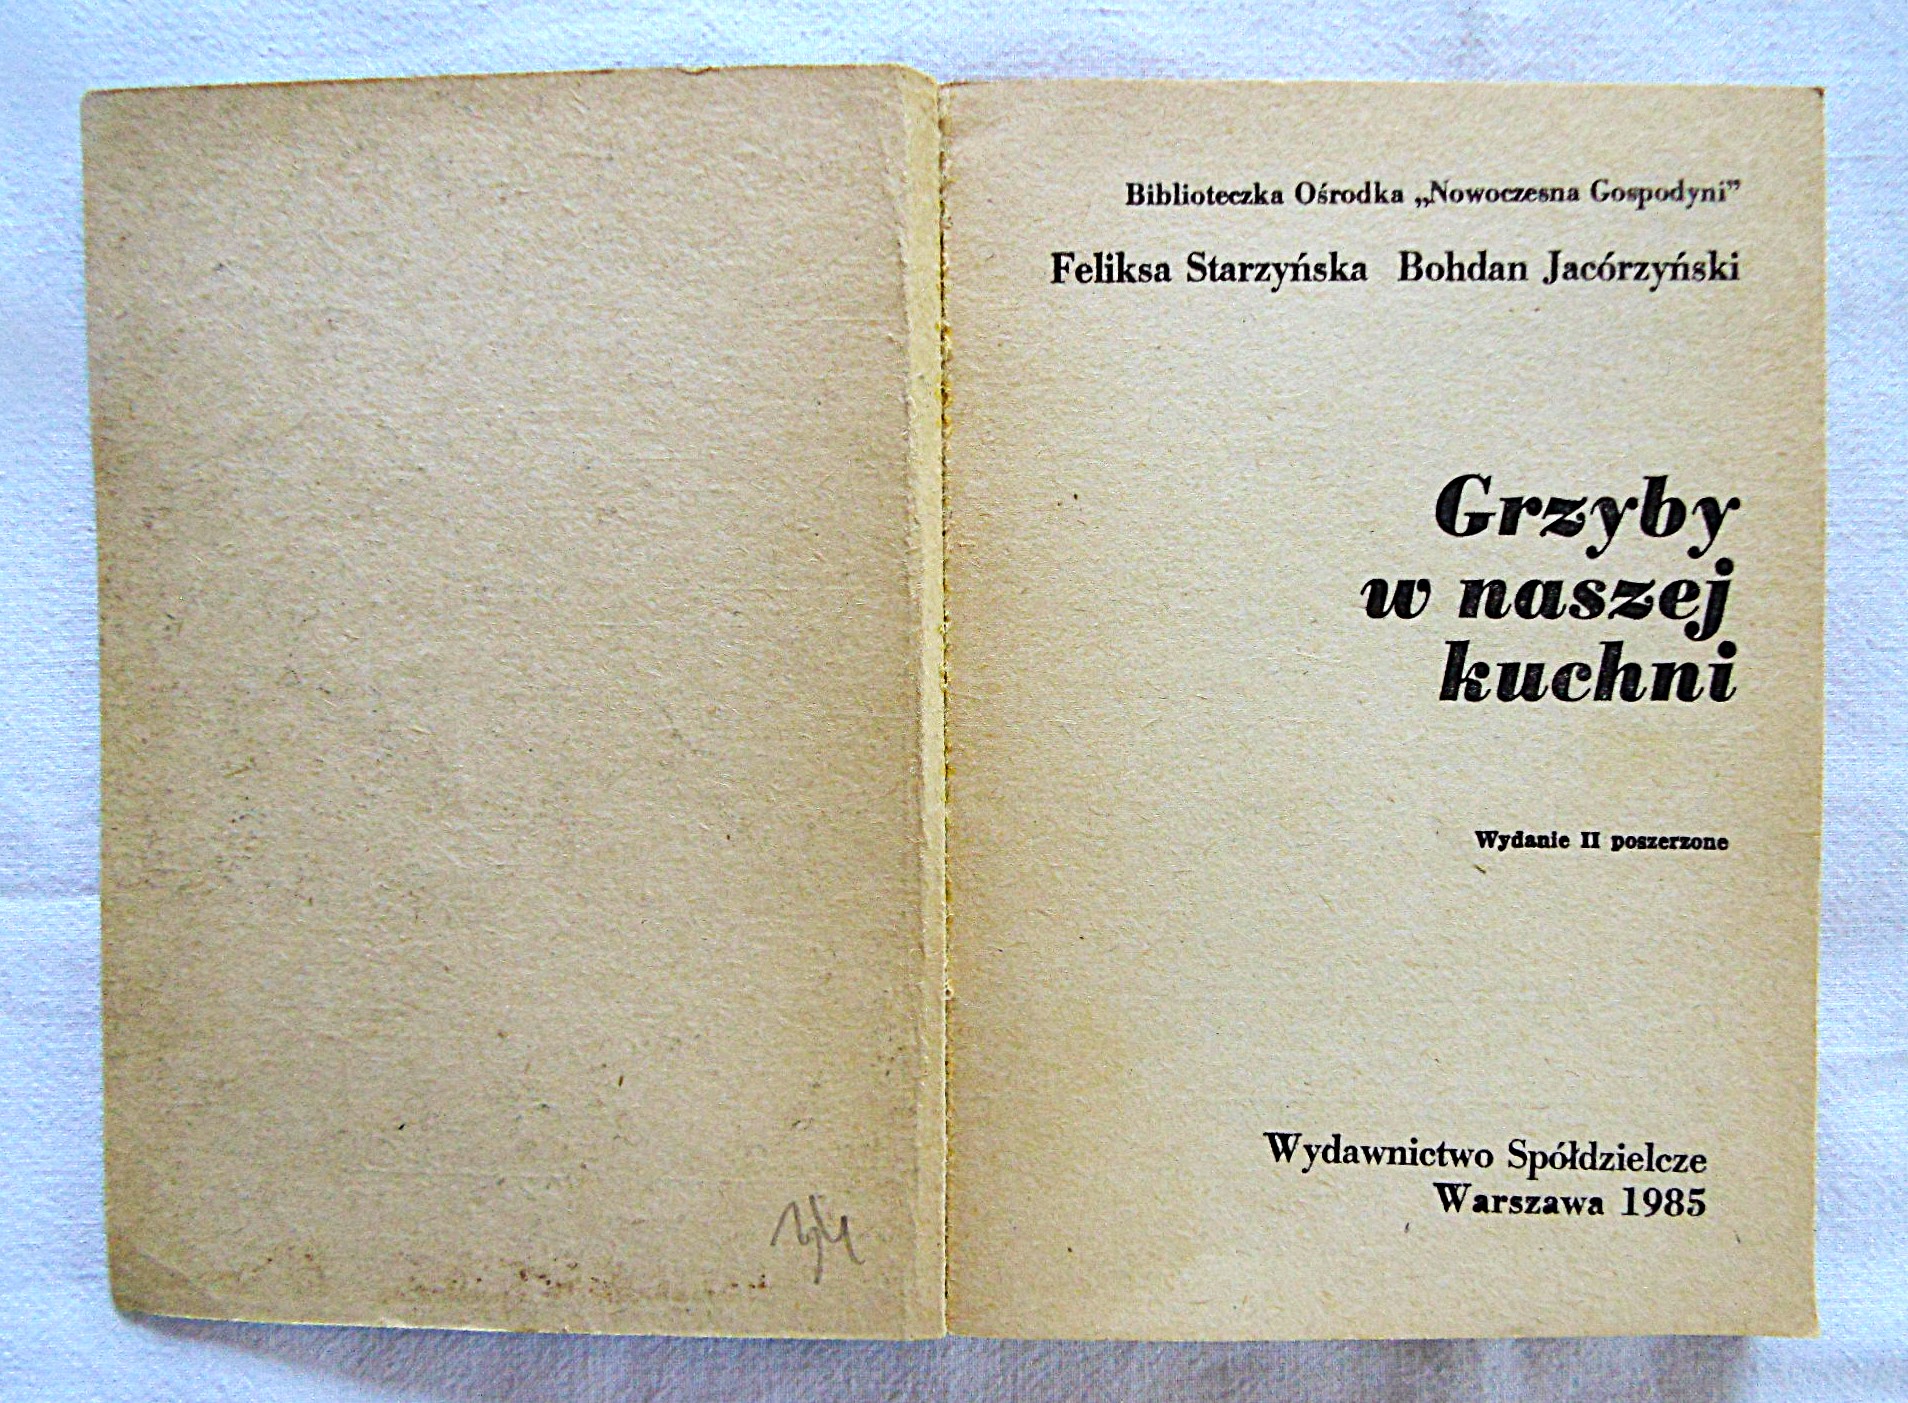 Biblioteczka Ośrodka „Nowoczesna Gospodyni”
Feliksa Starzyńska Bohdan Jacórzyński
Grzyby
w naszej
kuchni
Wydanie II poszerzone
Wydawnictwo Spółdzielcze
Warszawa 1985